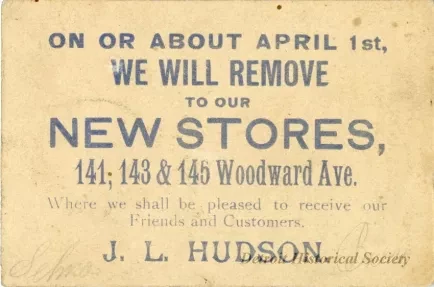 ON OR ABOUT APRIL 1st,
WE WILL REMOVE
TO OUR
NEW STORES,
141, 143 & 145 Woodward Ave.
Where we shall be pleased to receive our
Friends and Customers.
J. L. HUDSON
Detroit Historical Society